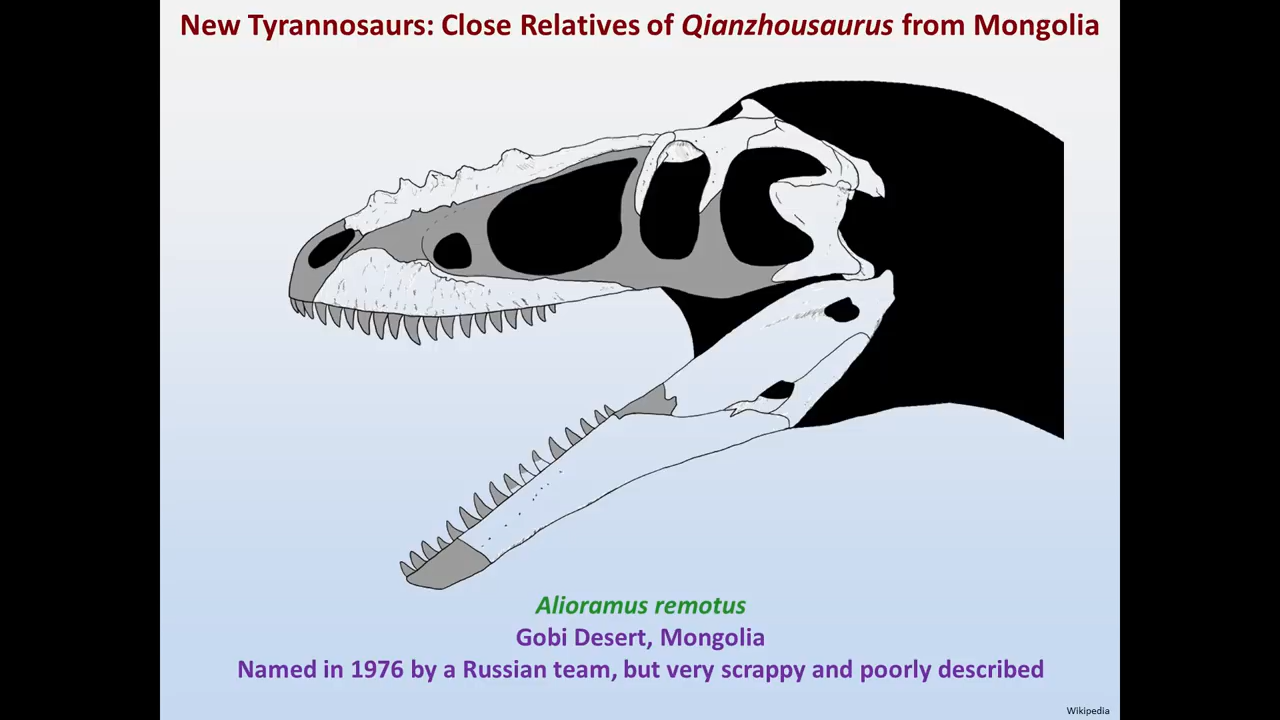 New Tyrannosaurs: Close Relatives of Qianzhousaurus from Mongolia
Alioramus remotus
Gobi Desert, Mongolia
Named in 1976 by a Russian team, but very scrappy and poorly described
Wikipedia